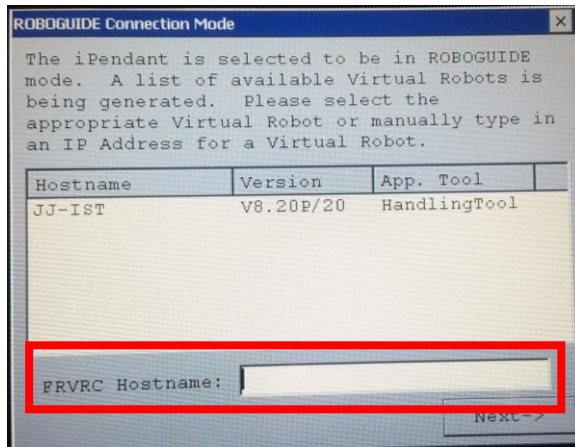 ROBOGUIDE Connection Mode
The iPendant is selected to be in ROBOGUIDE
mode. A list of available Virtual Robots is
being generated. Please select the
appropriate Virtual Robot or manually type in
an IP Address for a Virtual Robot.
Hostname Version App. Tool
JJ-IST V8.20P/20 HandlingTool
FRVRC Hostname:
Next->